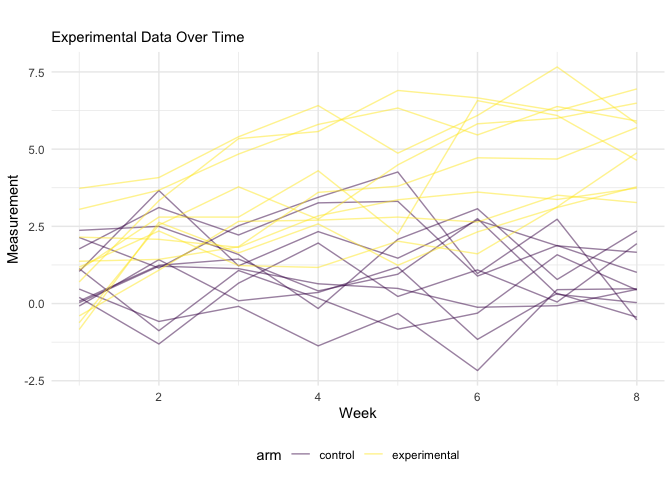 Experimental Data Over Time
7.5
5.0
2.5
0.0
-2.5
Measurement
2 4 6 8
Week
arm control experimental